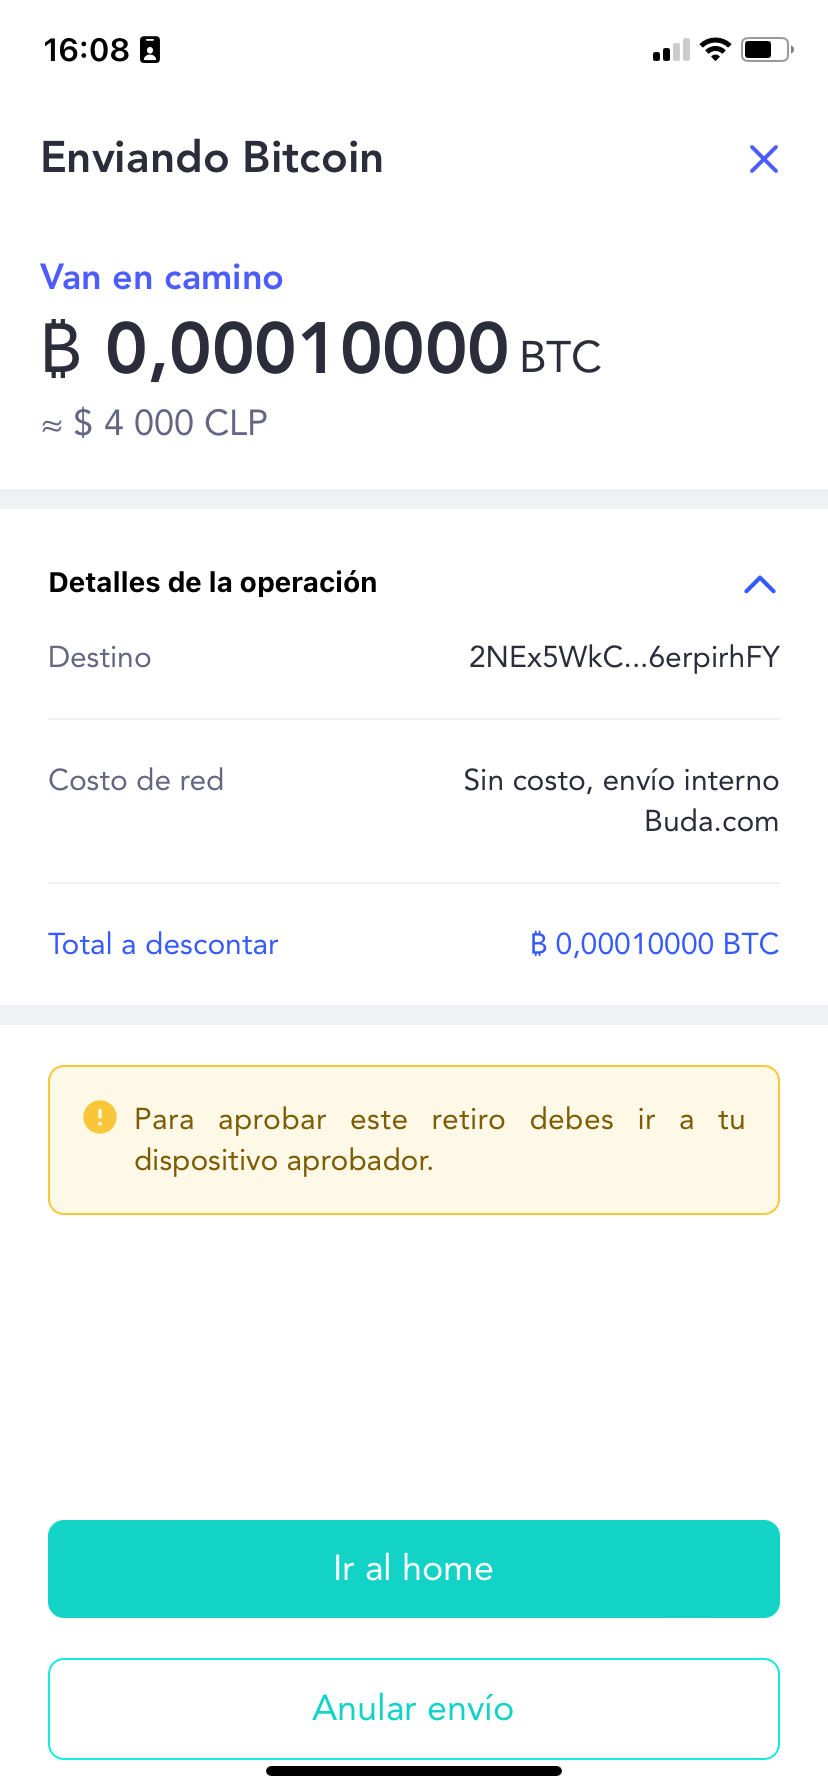 16:08
Enviando Bitcoin
Van en camino
₿ 0,00010000 BTC
≈ $ 4 000 CLP
Detalles de la operación
Destino 2NEx5WkC...6erpirhFY
Costo de red Sin costo, envío interno
Buda.com
Total a descontar ₿ 0,00010000 BTC
Para aprobar este retiro debes ir a tu
dispositivo aprobador.
Ir al home
Anular envío